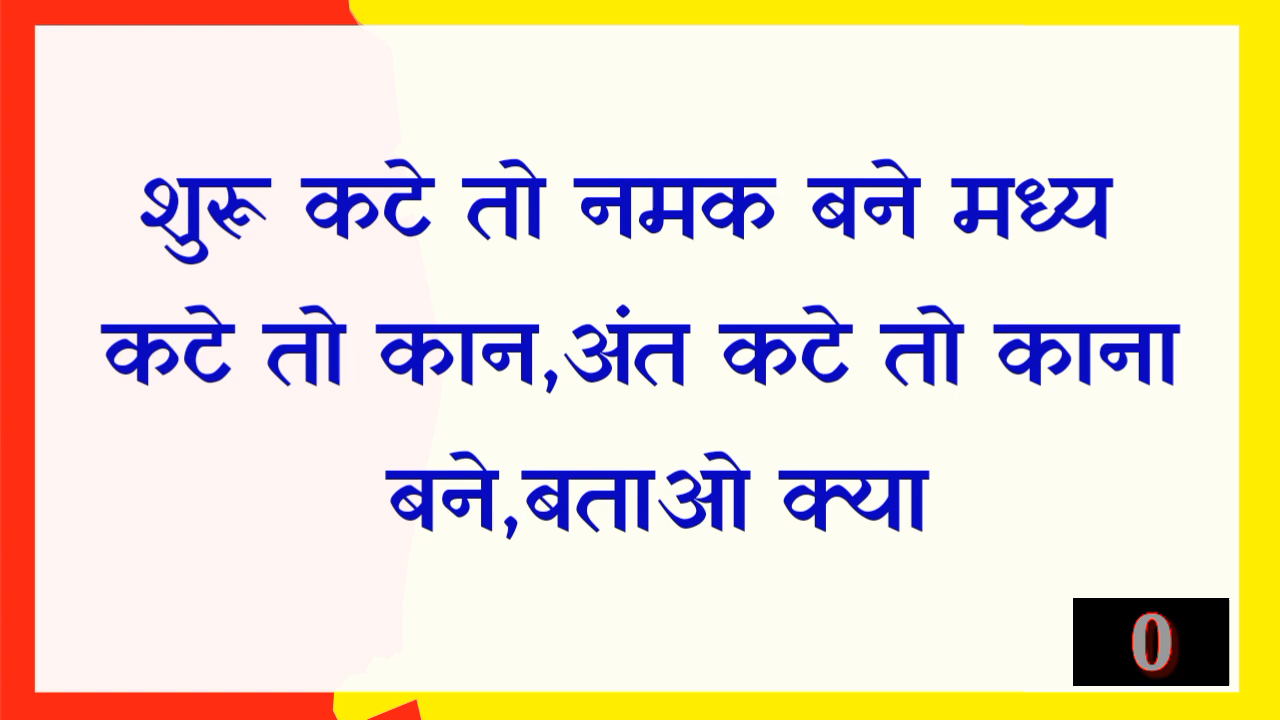 शुरू कटे तो नमक बने मध्य
कटे तो कान,अंत कटे तो काना
बने,बताओ क्या
0